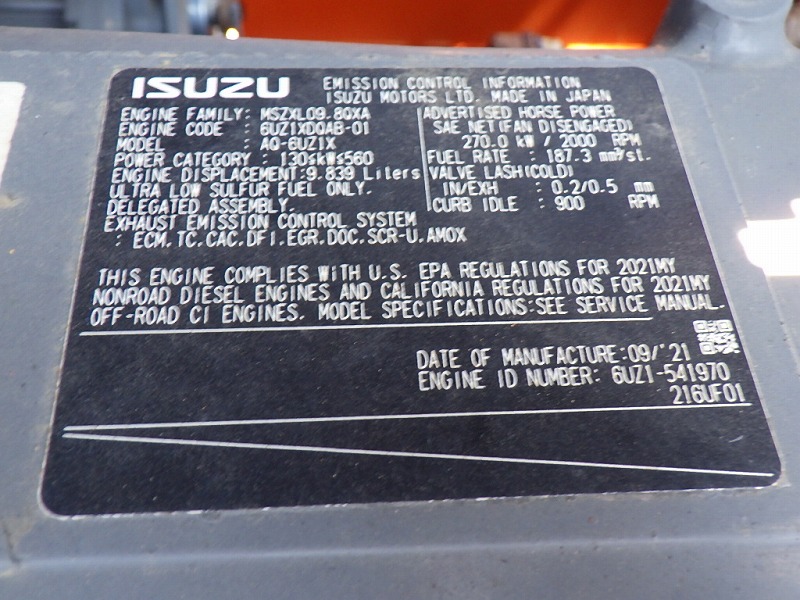 ISUZU
EMISSION CONTROL INFORMATION
ISUZU MOTORS LTD. MADE IN JAPAN
ENGINE FAMILY: MSZXL09.8QXA
ENGINE CODE : 6UZ1XDQAB-01
MODEL : AQ-6UZ1X
POWER CATEGORY : 130≤kW≤560
ENGINE DISPLACEMENT:9.839 Liters
ULTRA LOW SULFUR FUEL ONLY.
DELEGATED ASSEMBLY.
EXHAUST EMISSION CONTROL SYSTEM
: ECM.TC.CAC.DFI.EGR.DOC.SCR-U.AMOX
ADVERTISED HORSE POWER
SAE NET(FAN DISENGAGED)
270.0 kW / 2000 RPM
FUEL RATE : 187.3 mm³/st.
VALVE LASH(COLD)
IN/EXH : 0.2/0.5 mm
CURB IDLE : 900 RPM
THIS ENGINE COMPLIES WITH U.S. EPA REGULATIONS FOR 2021MY
NONROAD DIESEL ENGINES AND CALIFORNIA REGULATIONS FOR 2021MY
OFF-ROAD CI ENGINES. MODEL SPECIFICATIONS:SEE SERVICE MANUAL.
DATE OF MANUFACTURE:09/'21
ENGINE ID NUMBER: 6UZ1-541970
216UF01